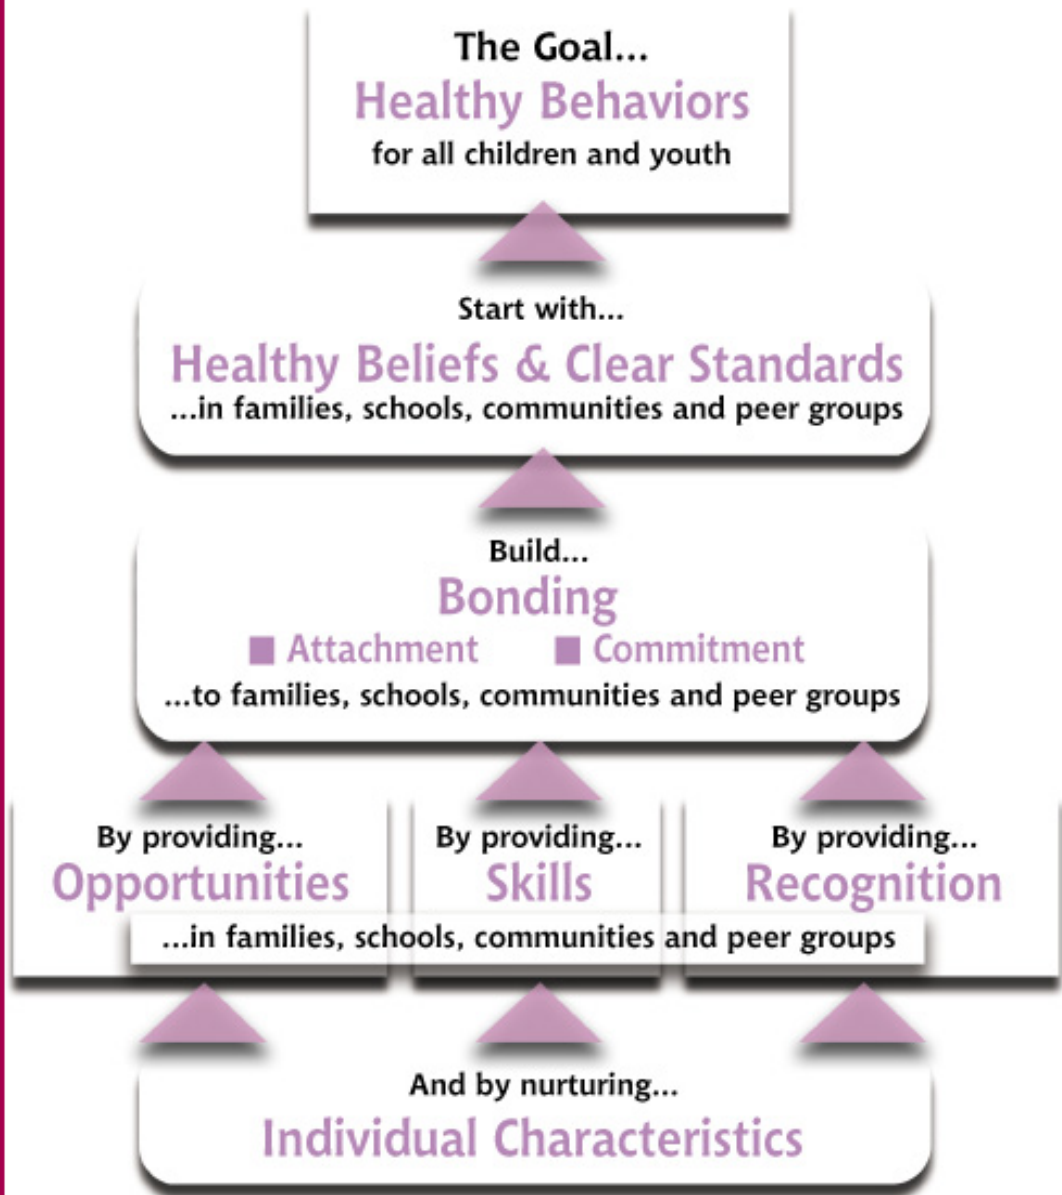 The Goal...
Healthy Behaviors
for all children and youth
Start with...
Healthy Beliefs & Clear Standards
...in families, schools, communities and peer groups
Build...
Bonding
■ Attachment ■ Commitment
...to families, schools, communities and peer groups
By providing... By providing... By providing...
Opportunities Skills Recognition
...in families, schools, communities and peer groups
And by nurturing...
Individual Characteristics